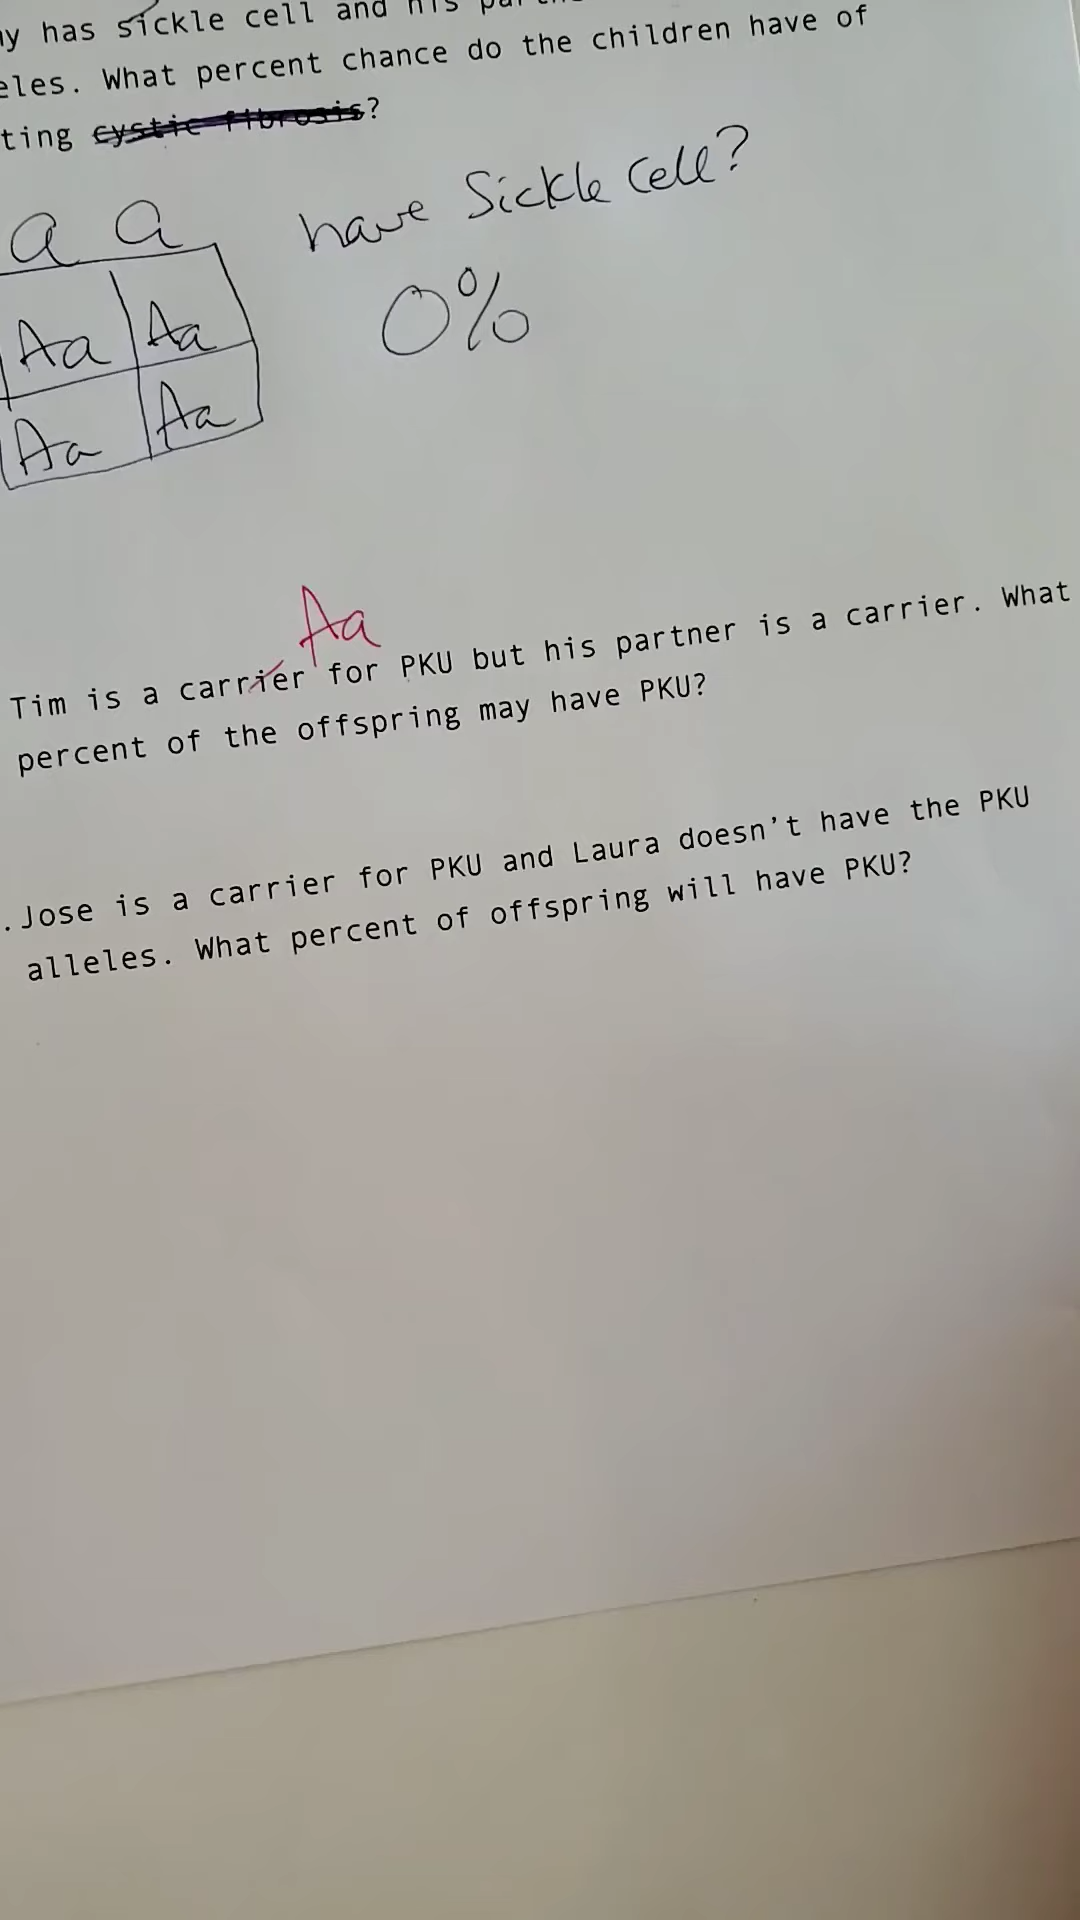 has sickle cell and his
What percent chance do the children have of
cystic fibrosis?
have Sickle Cell?
a a
0%
Aa Aa
Aa Aa
Aa
Tim is a carrier for PKU but his partner is a carrier. What
percent of the offspring may have PKU?
.Jose is a carrier for PKU and Laura doesn't have the PKU
alleles. What percent of offspring will have PKU?